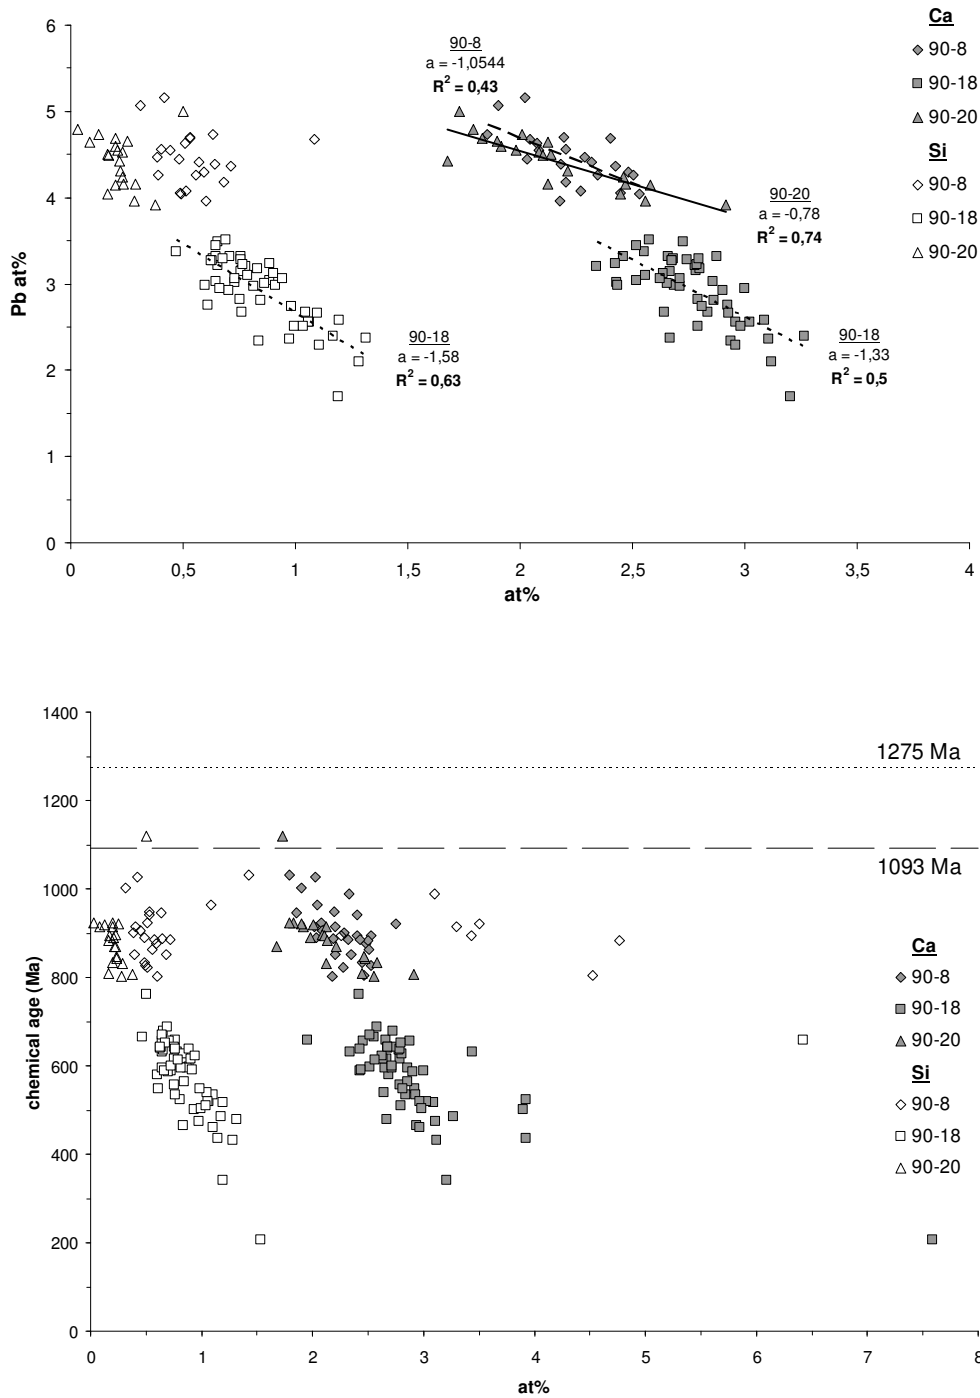 6
5
4
3
2
1
0
Pb at%
0
0,5
1
1,5
2
2,5
3
3,5
4
at%
90-8
a = -1,0544
R² = 0,43
90-20
a = -0,78
R² = 0,74
90-18
a = -1,58
R² = 0,63
90-18
a = -1,33
R² = 0,5
Ca
90-8
90-18
90-20
Si
90-8
90-18
90-20
1400
1200
1000
800
600
400
200
0
chemical age (Ma)
0
1
2
3
4
5
6
7
8
at%
1275 Ma
1093 Ma
Ca
90-8
90-18
90-20
Si
90-8
90-18
90-20